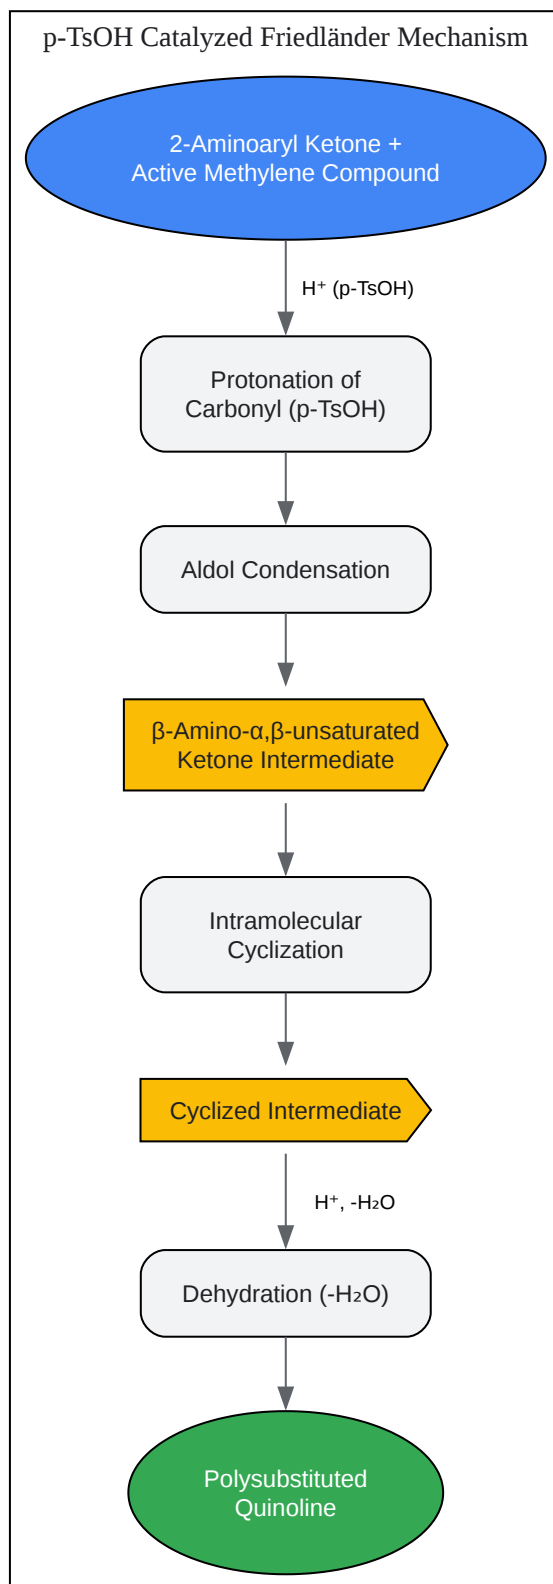 p-TsOH Catalyzed Friedländer Mechanism
2-Aminoaryl Ketone +
Active Methylene Compound
H⁺ (p-TsOH)
Protonation of
Carbonyl (p-TsOH)
Aldol Condensation
β-Amino-α,β-unsaturated
Ketone Intermediate
Intramolecular
Cyclization
Cyclized Intermediate
H⁺, -H₂O
Dehydration (-H₂O)
Polysubstituted
Quinoline